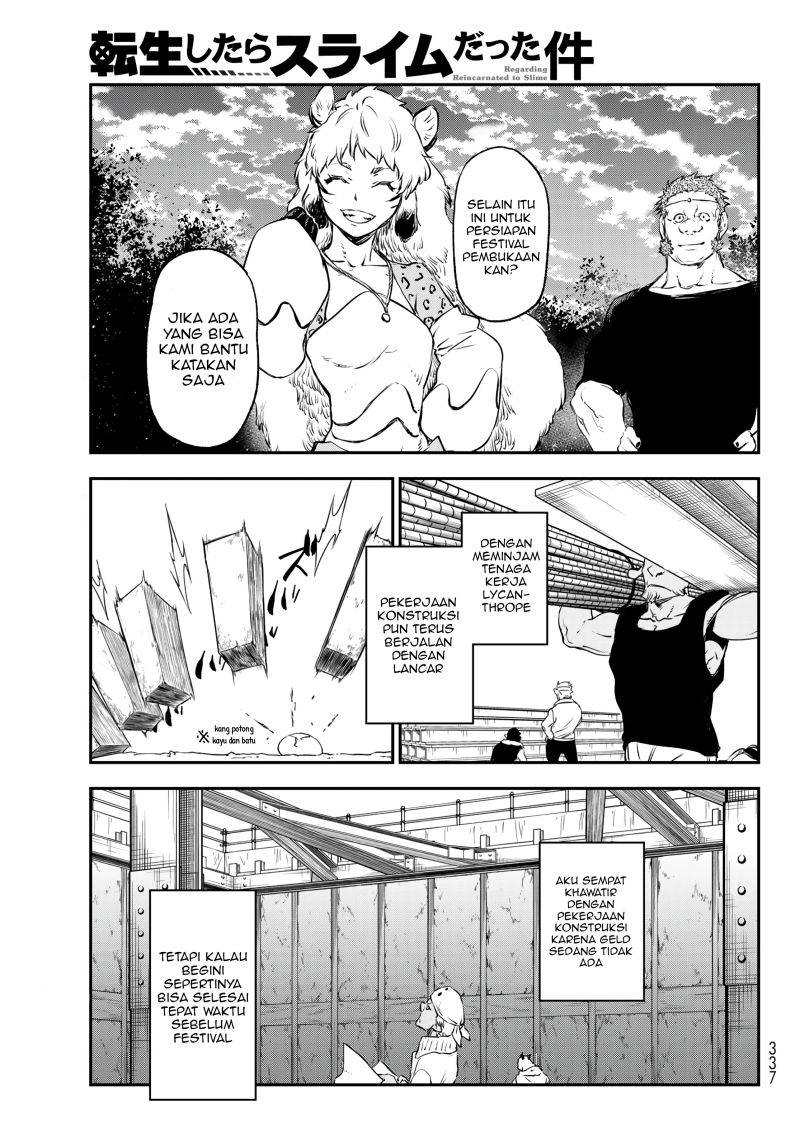 転生したらスライムだった件
Regarding
Reincarnated to Slime
SELAIN ITU
INI UNTUK
PERSIAPAN
FESTIVAL
PEMBUKAAN
KAN?
JIKA ADA
YANG BISA
KAMI BANTU
KATAKAN
SAJA
DENGAN
MEMINJAM
TENAGA
KERJA
LYCAN-
THROPE
PEKERJAAN
KONSTRUKSI
PUN TERUS
BERJALAN
DENGAN
LANCAR
※ kang potong
kayu dan batu
AKU SEMPAT
KHAWATIR
DENGAN
PEKERJAAN
KONSTRUKSI
KARENA GELD
SEDANG TIDAK
ADA
TETAPI KALAU
BEGINI
SEPERTINYA
BISA SELESAI
TEPAT WAKTU
SEBELUM
FESTIVAL
337